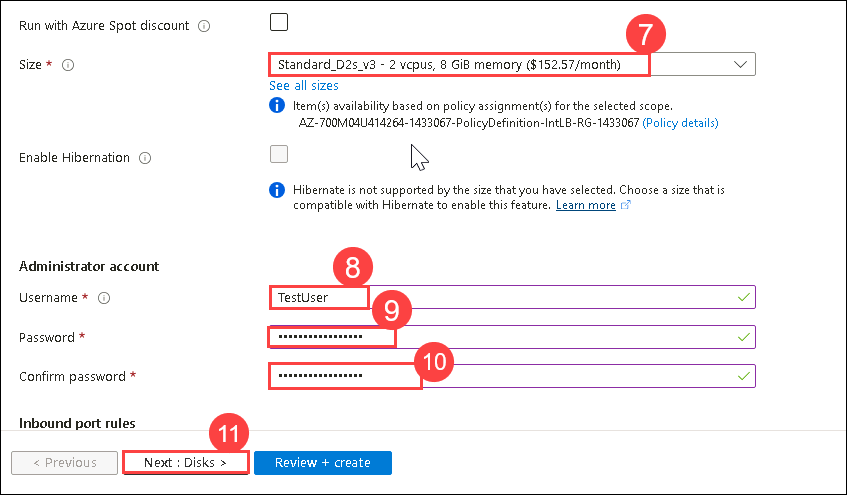 Run with Azure Spot discount
7
Size *
Standard_D2s_v3 - 2 vcpus, 8 GiB memory ($152.57/month)
See all sizes
Item(s) availability based on policy assignment(s) for the selected scope.
AZ-700M04U414264-1433067-PolicyDefinition-IntLB-RG-1433067 (Policy details)
Enable Hibernation
Hibernate is not supported by the size that you have selected. Choose a size that is
compatible with Hibernate to enable this feature. Learn more
Administrator account
8
Username *
TestUser
9
Password *
•••••••••••••••••
10
Confirm password *
•••••••••••••••••
Inbound port rules
11
< Previous
Next : Disks >
Review + create